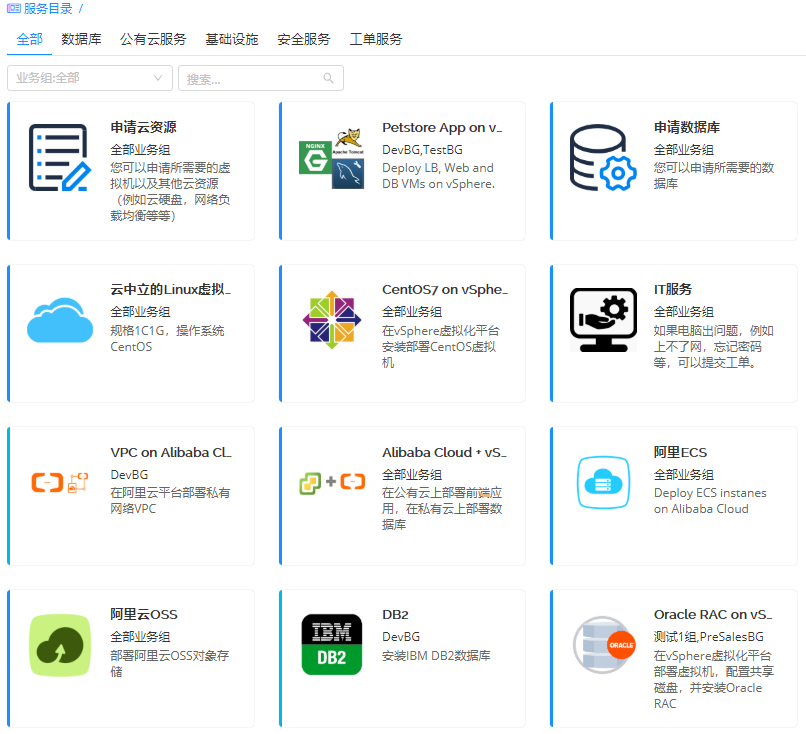 服务目录 /
全部 数据库 公有云服务 基础设施 安全服务 工单服务
业务组:全部
搜索...
申请云资源
全部业务组
您可以申请所需要的虚
拟机以及其他云资源
（例如云硬盘，网络负
载均衡等等）
NGINX
G
Apache Tomcat
Petstore App on v...
DevBG,TestBG
Deploy LB, Web and
DB VMs on vSphere.
申请数据库
全部业务组
您可以申请所需要的数
据库
云中立的Linux虚拟...
全部业务组
规格1C1G，操作系统
CentOS
CentOS7 on vSphe...
全部业务组
在vSphere虚拟化平台
安装部署CentOS虚拟
机
IT服务
全部业务组
如果电脑出问题，例如
上不了网，忘记密码
等，可以提交工单。
VPC on Alibaba Cl...
DevBG
在阿里云平台部署私有
网络VPC
Alibaba Cloud + vS...
全部业务组
在公有云上部署前端应
用，在私有云上部署数
据库
阿里ECS
全部业务组
Deploy ECS instanes
on Alibaba Cloud
阿里云OSS
全部业务组
部署阿里云OSS对象存
储
IBM
DB2
DB2
DevBG
安装IBM DB2数据库
ORACLE
Oracle RAC on vS...
测试1组,PreSalesBG
在vSphere虚拟化平台
部署虚拟机，配置共享
磁盘，并安装Oracle
RAC